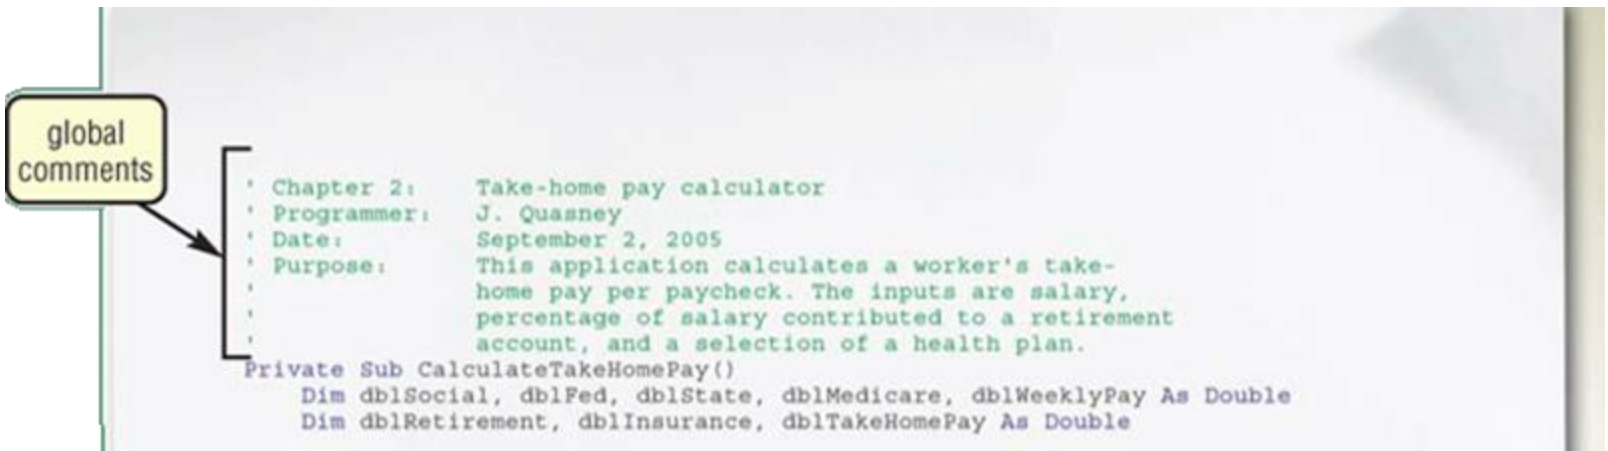 global
comments
' Chapter 2:    Take-home pay calculator
' Programmer:   J. Quasney
' Date:         September 2, 2005
' Purpose:      This application calculates a worker's take-
'               home pay per paycheck. The inputs are salary,
'               percentage of salary contributed to a retirement
'               account, and a selection of a health plan.
Private Sub CalculateTakeHomePay()
    Dim dblSocial, dblFed, dblState, dblMedicare, dblWeeklyPay As Double
    Dim dblRetirement, dblInsurance, dblTakeHomePay As Double